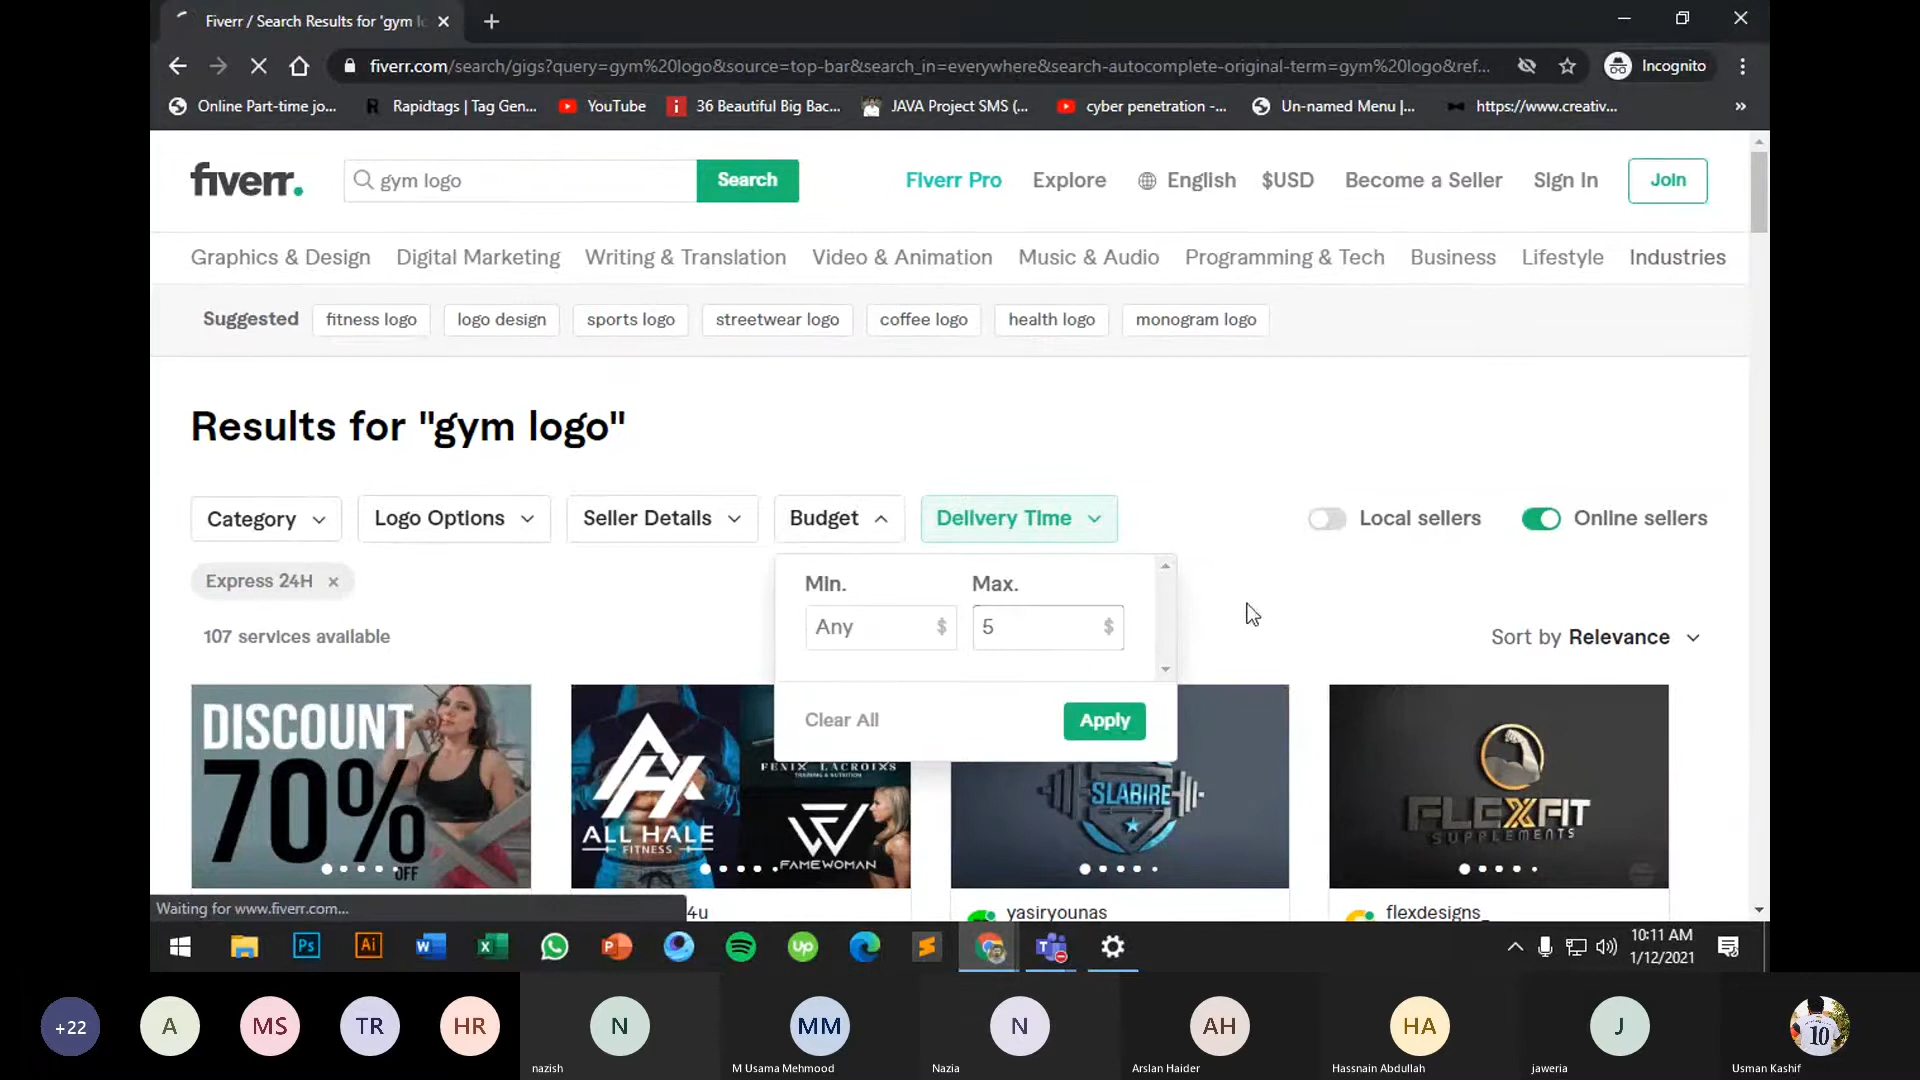 Fiverr / Search Results for 'gym l
fiverr.com/search/gigs?query=gym%20logo&source=top-bar&search_in=everywhere&search-autocomplete-original-term=gym%20logo&ref...
Incognito
Online Part-time jo...
Rapidtags | Tag Gen...
YouTube
36 Beautiful Big Bac...
JAVA Project SMS (...
cyber penetration -...
Un-named Menu |...
https://www.creativ...
»
fiverr.
gym logo
Search
Fiverr Pro
Explore
English
$USD
Become a Seller
Sign In
Join
Graphics & Design
Digital Marketing
Writing & Translation
Video & Animation
Music & Audio
Programming & Tech
Business
Lifestyle
Industries
Suggested
fitness logo
logo design
sports logo
streetwear logo
coffee logo
health logo
monogram logo
Results for "gym logo"
Category
Logo Options
Seller Details
Budget
Delivery Time
Local sellers
Online sellers
Express 24H ×
Min.
Max.
Any $
5 $
107 services available
Sort by Relevance
Clear All
Apply
DISCOUNT
70%
OFF
ALL HALE
FITNESS
FENIX LACROIXS
TRAINING & NUTRITION
FAMEWOMAN
SLABIRE
FLEXFIT
SUPPLEMENTS
Waiting for www.fiverr.com...
4u
yasiryounas
flexdesigns_
Ps
Ai
Up
10:11 AM
1/12/2021
+22
A
MS
TR
HR
N
nazish
MM
M Usama Mehmood
N
Nazia
AH
Arslan Haider
HA
Hassnain Abdullah
J
jaweria
10
Usman Kashif